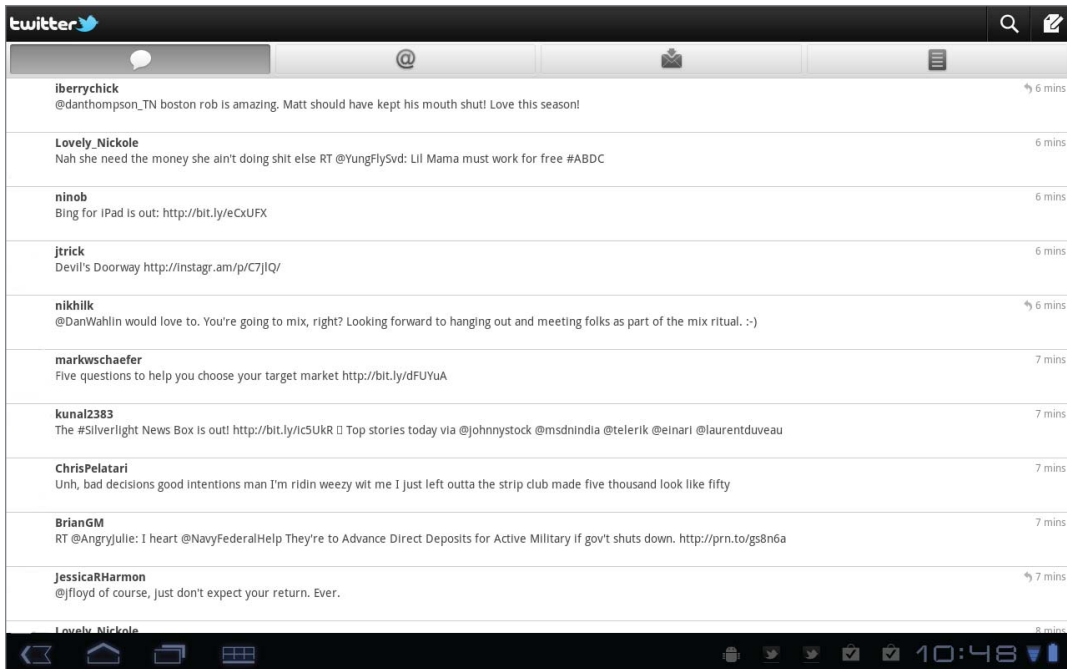 twitter
@
iberrychick 6 mins
@danthompson_TN boston rob is amazing. Matt should have kept his mouth shut! Love this season!
Lovely_Nickole 6 mins
Nah she need the money she ain't doing shit else RT @YungFlySvd: Lil Mama must work for free #ABDC
ninob 6 mins
Bing for iPad is out: http://bit.ly/eCxUFX
jtrick 6 mins
Devil's Doorway http://instagr.am/p/C7jlQ/
nikhilk 6 mins
@DanWahlin would love to. You're going to mix, right? Looking forward to hanging out and meeting folks as part of the mix ritual. :-)
markwschaefer 7 mins
Five questions to help you choose your target market http://bit.ly/dFUYuA
kunal2383 7 mins
The #Silverlight News Box is out! http://bit.ly/ic5UkR ▯ Top stories today via @johnnystock @msdnindia @telerik @einari @laurentduveau
ChrisPelatari 7 mins
Unh, bad decisions good intentions man I'm ridin weezy wit me I just left outta the strip club made five thousand look like fifty
BrianGM 7 mins
RT @AngryJulie: I heart @NavyFederalHelp They're to Advance Direct Deposits for Active Military if gov't shuts down. http://prn.to/gs8n6a
JessicaRHarmon 7 mins
@jfloyd of course, just don't expect your return. Ever.
Lovely_Nickole 8 mins
10:48